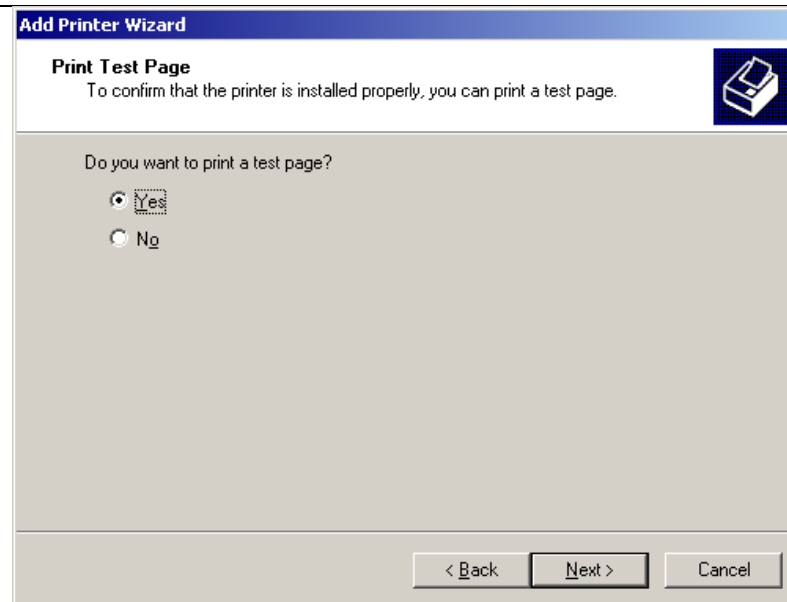 Add Printer Wizard
Print Test Page
To confirm that the printer is installed properly, you can print a test page.
Do you want to print a test page?
Yes
No
< Back Next > Cancel